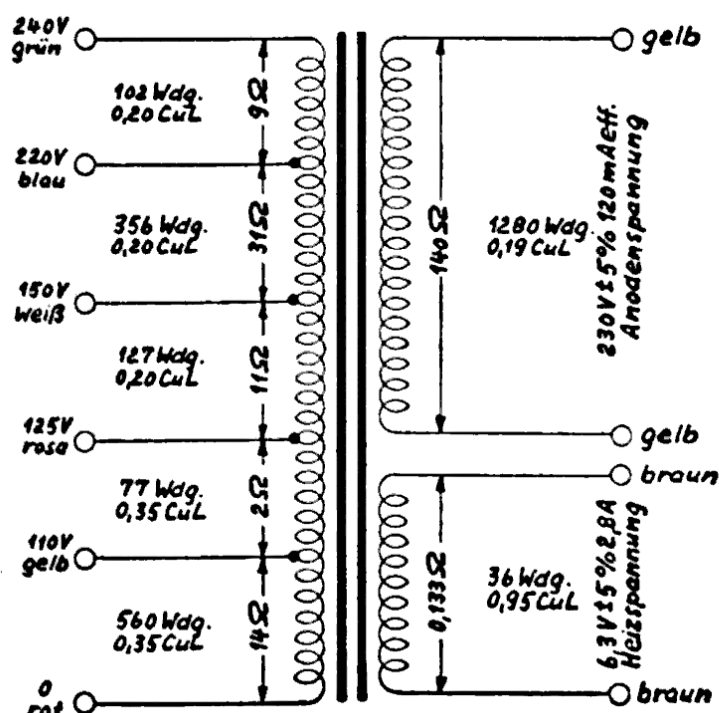 240V
grün
102 Wdg.
0,20 CuL
9Ω
220V
blau
356 Wdg.
0,20 CuL
31Ω
150V
weiß
127 Wdg.
0,20 CuL
11Ω
125V
rosa
77 Wdg.
0,35 CuL
2Ω
110V
gelb
560 Wdg.
0,35 CuL
14Ω
0
rot
gelb
140Ω
1280 Wdg.
0,19 CuL
230V±5% 120mAeff.
Anodenspannung
gelb
braun
0,133Ω
36 Wdg.
0,95 CuL
6,3V±5% 2,8A
Heizspannung
braun